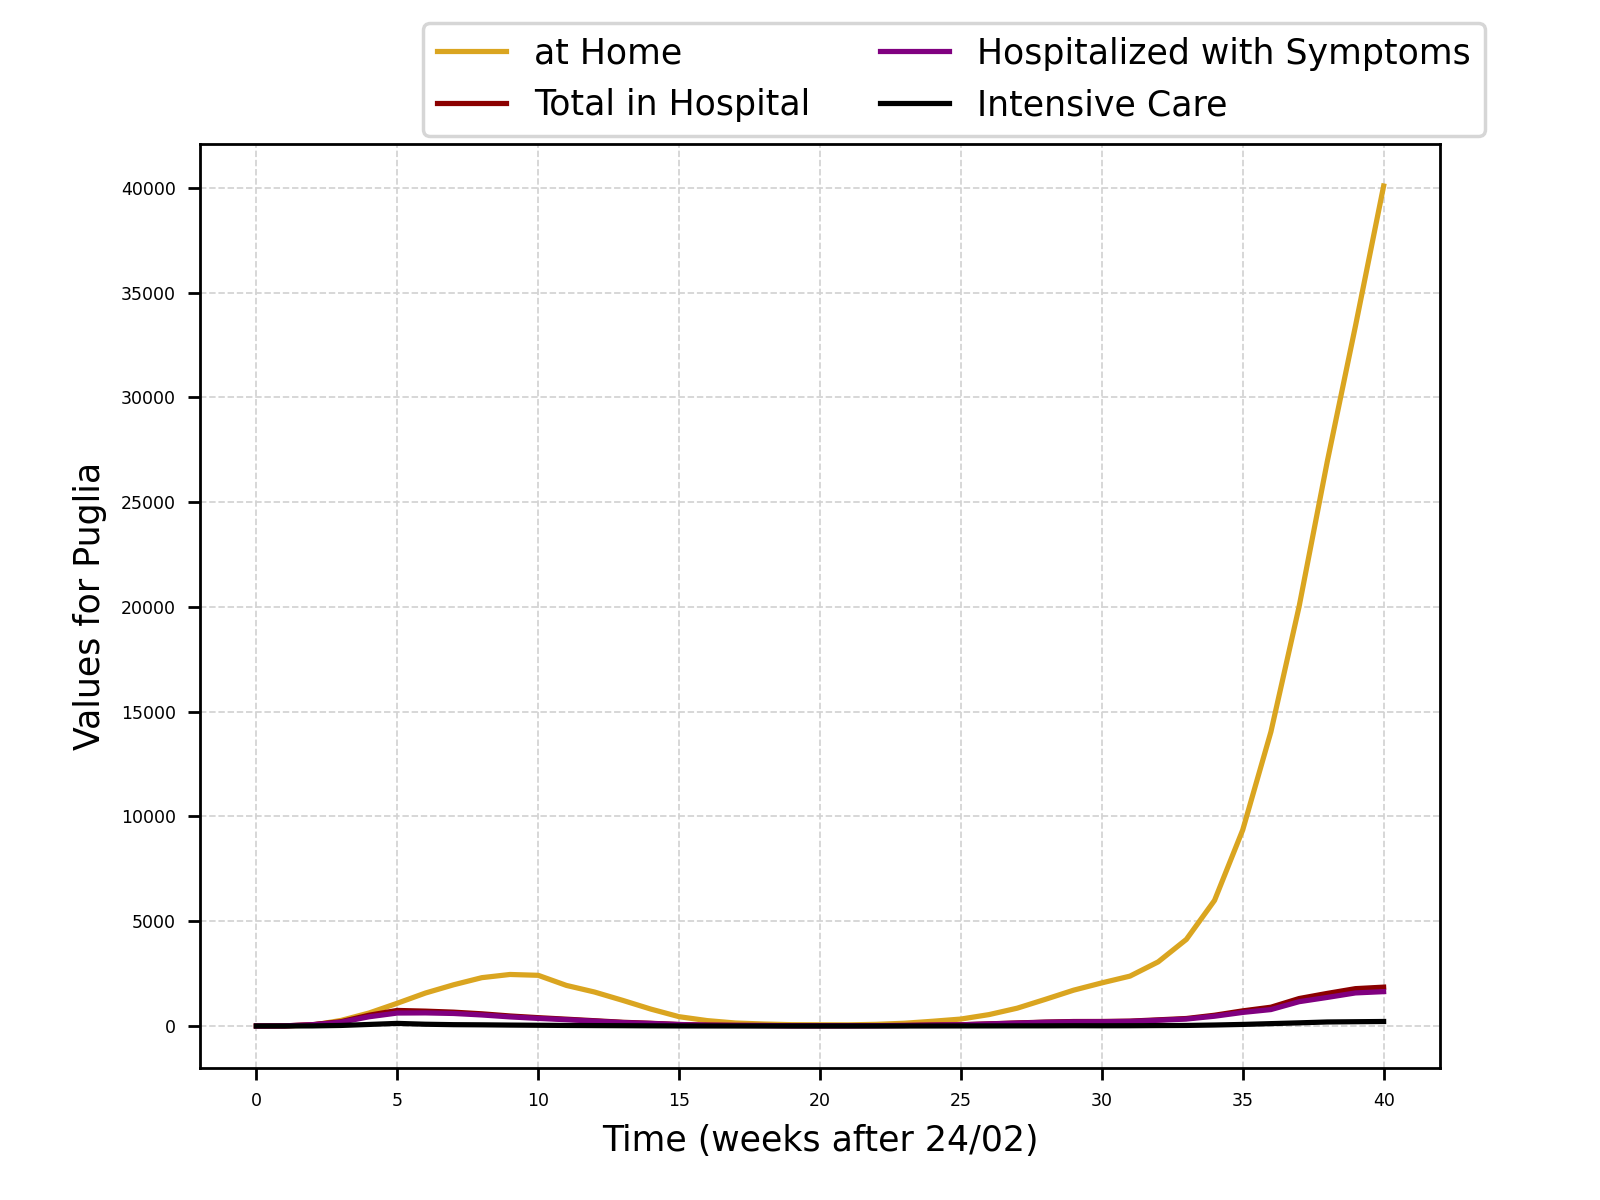 at Home
Total in Hospital
Hospitalized with Symptoms
Intensive Care
Values for Puglia
40000
35000
30000
25000
20000
15000
10000
5000
0
0 5 10 15 20 25 30 35 40
Time (weeks after 24/02)